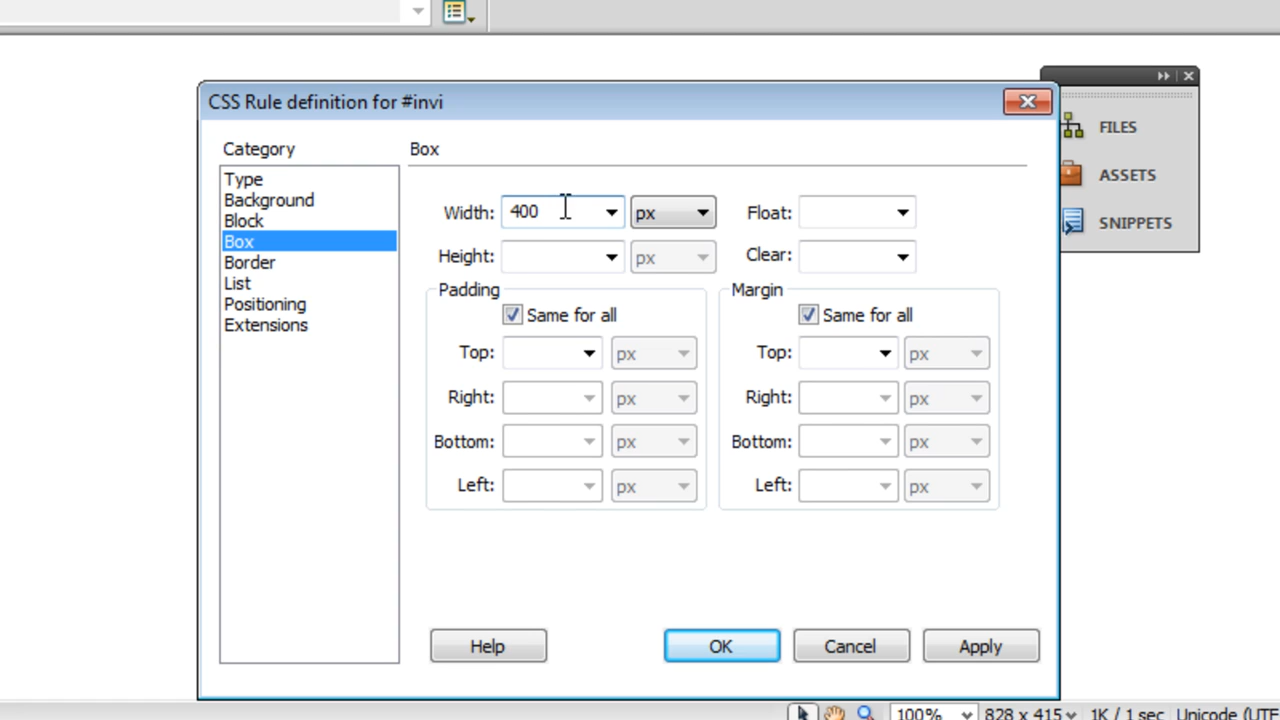 CSS Rule definition for #invi
FILES
ASSETS
SNIPPETS
Category
Type
Background
Block
Box
Border
List
Positioning
Extensions
Box
Width: 400 px Float:
Height: px Clear:
Padding
Same for all
Top: px
Right: px
Bottom: px
Left: px
Margin
Same for all
Top: px
Right: px
Bottom: px
Left: px
Help OK Cancel Apply
100% 828 x 415 1K / 1 sec Unicode (UTF